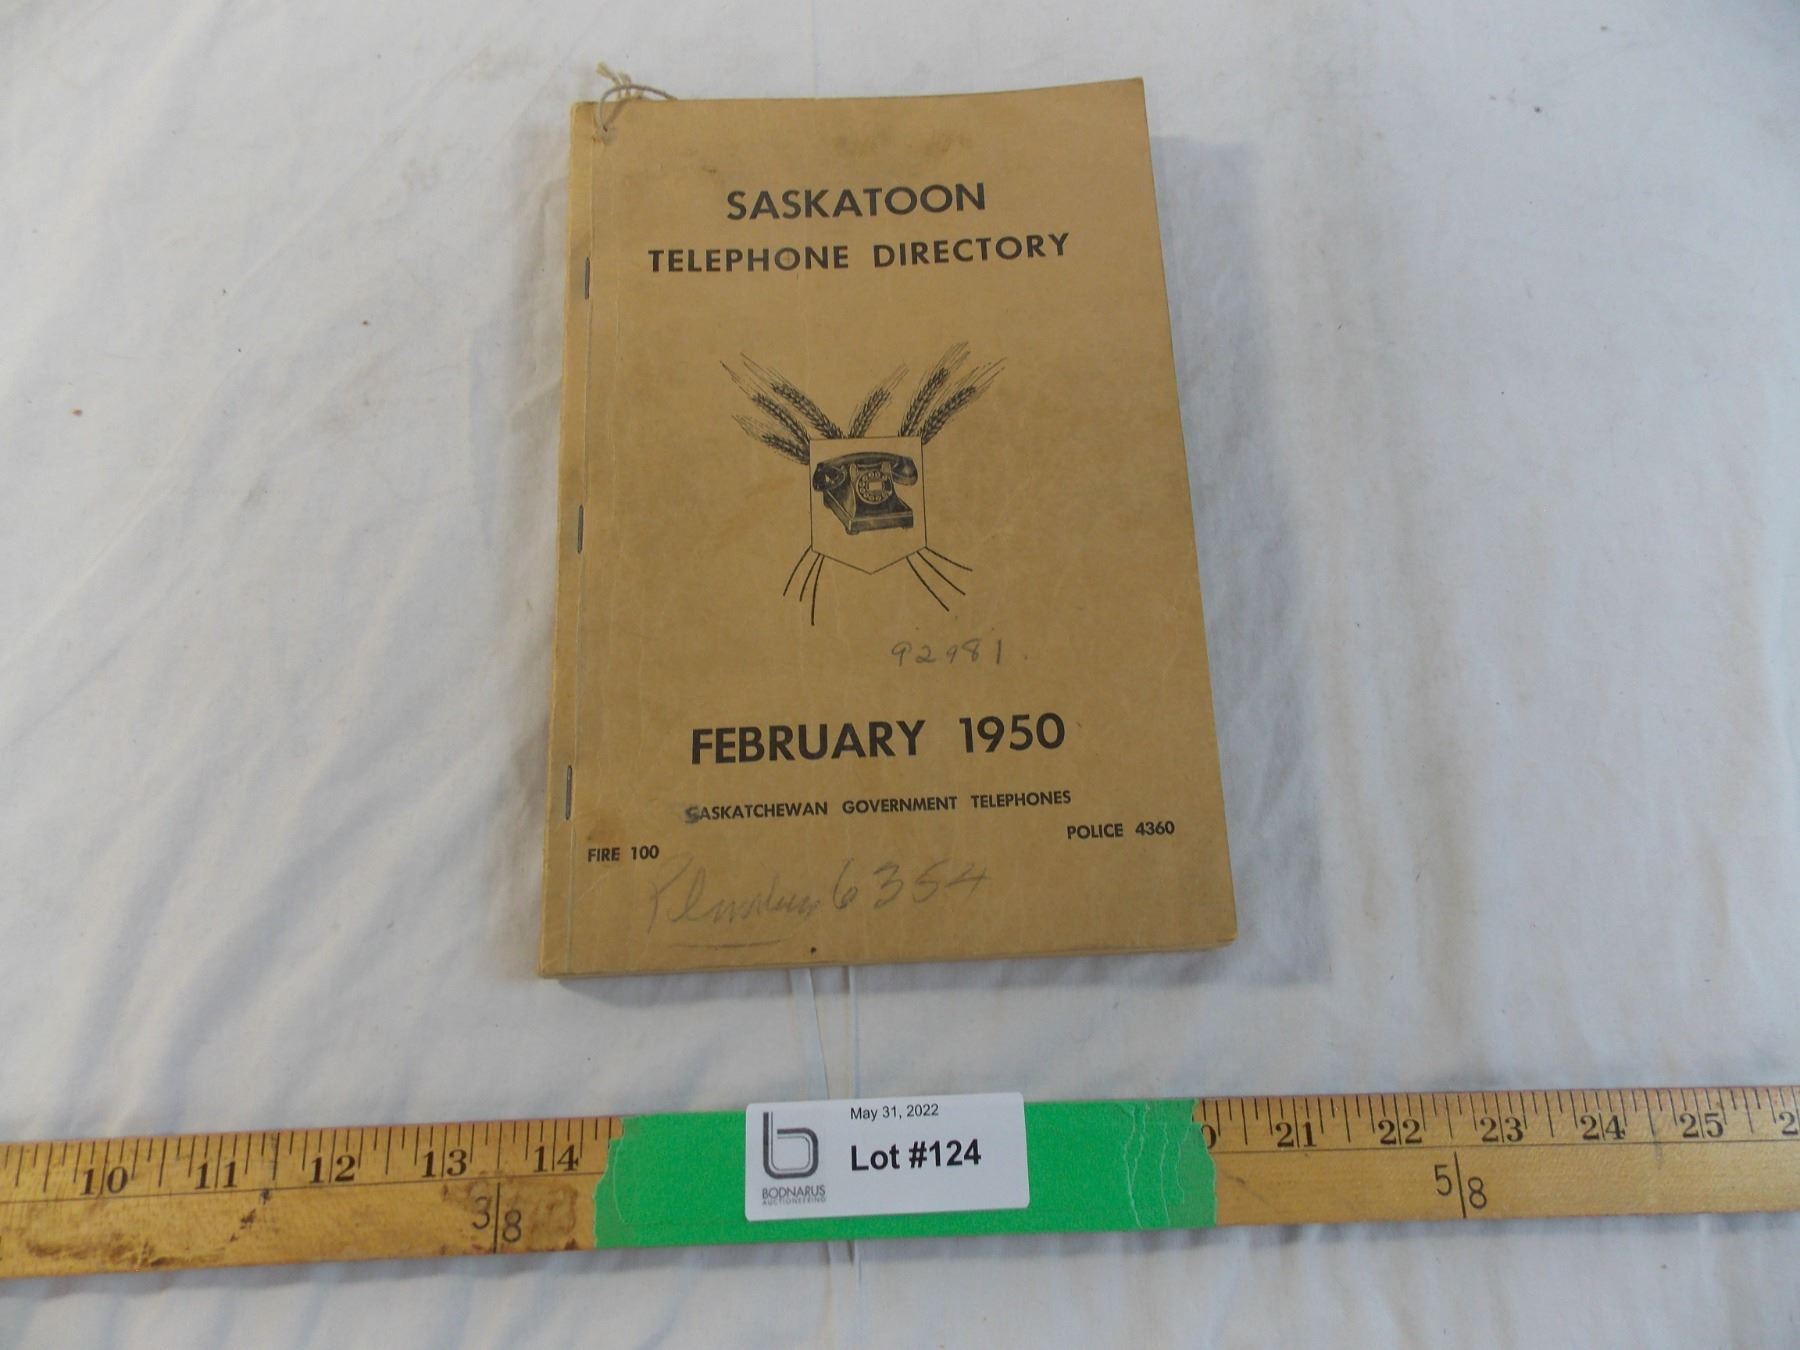 SASKATOON
TELEPHONE DIRECTORY
92981
FEBRUARY 1950
SASKATCHEWAN GOVERNMENT TELEPHONES
POLICE 4360
FIRE 100
6354
May 31, 2022
Lot #124
BODNARUS
AUCTIONEERING
10 11 12 13 14 21 22 23 24 25
3/8 5/8